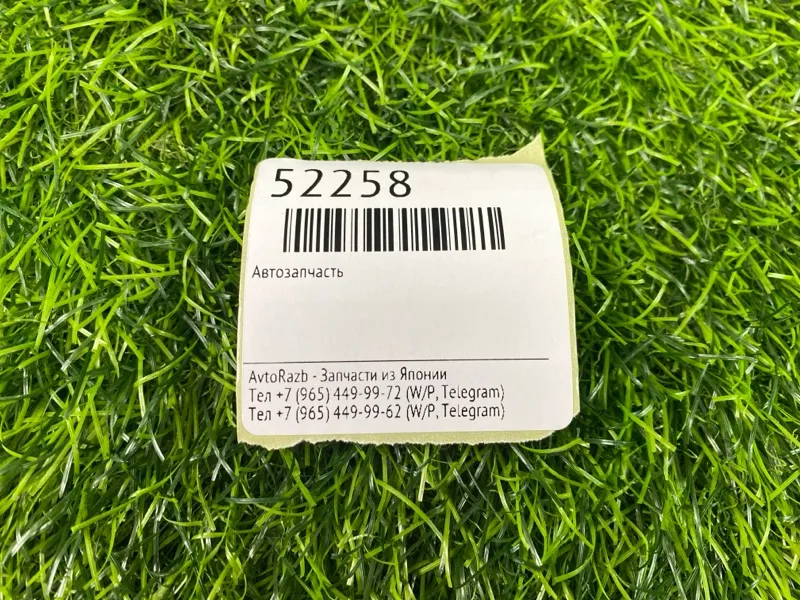 52258
Автозапчасть
AvtoRazb - Запчасти из Японии
Тел +7 (965) 449-99-72 (W/P, Telegram)
Тел +7 (965) 449-99-62 (W/P, Telegram)